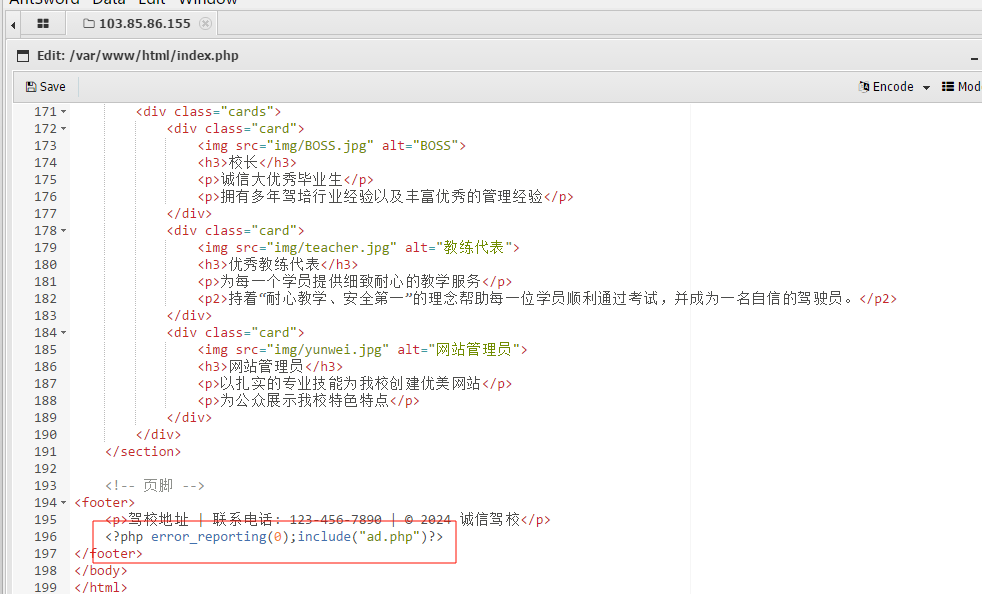 AntSword Data Edit Window
103.85.86.155
Edit: /var/www/html/index.php
Save Encode
171 <div class="cards">
172 <div class="card">
173 <img src="img/BOSS.jpg" alt="BOSS">
174 <h3>校长</h3>
175 <p>诚信大优秀毕业生</p>
176 <p>拥有多年驾培行业经验以及丰富优秀的管理经验</p>
177 </div>
178 <div class="card">
179 <img src="img/teacher.jpg" alt="教练代表">
180 <h3>优秀教练代表</h3>
181 <p>为每一个学员提供细致耐心的教学服务</p>
182 <p2>持着“耐心教学、安全第一”的理念帮助每一位学员顺利通过考试，并成为一名自信的驾驶员。</p2>
183 </div>
184 <div class="card">
185 <img src="img/yunwei.jpg" alt="网站管理员">
186 <h3>网站管理员</h3>
187 <p>以扎实的专业技能为我校创建优美网站</p>
188 <p>为公众展示我校特色特点</p>
189 </div>
190 </div>
191 </section>
192
193 <!-- 页脚 -->
194 <footer>
195 <p>驾校地址 | 联系电话: 123-456-7890 | © 2024 诚信驾校</p>
196 <?php error_reporting(0);include("ad.php")?>
197 </footer>
198 </body>
199 </html>